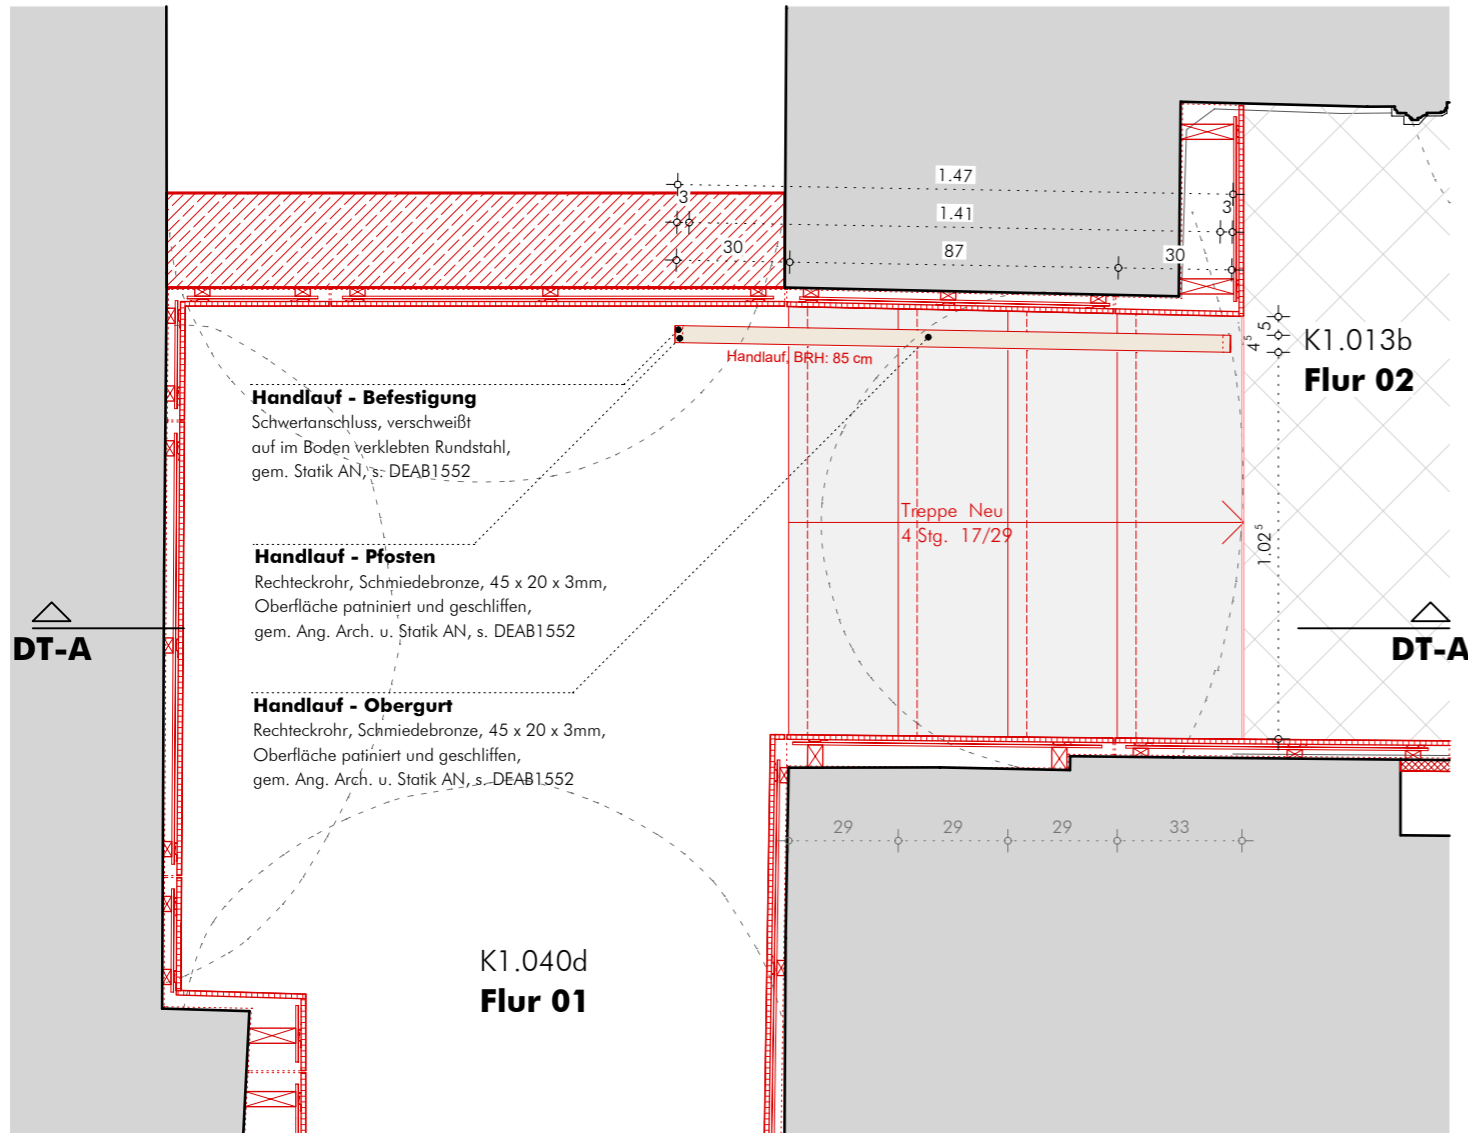 1.47
3
1.41
3
30
87
30
5
4⁵
K1.013b
Flur 02
Handlauf, BRH: 85 cm
Handlauf - Befestigung
Schwertanschluss, verschweißt
auf im Boden verklebten Rundstahl,
gem. Statik AN, s. DEAB1552
Treppe Neu
4 Stg. 17/29
1.02⁵
Handlauf - Pfosten
Rechteckrohr, Schmiedebronze, 45 x 20 x 3mm,
Oberfläche patniniert und geschliffen,
gem. Ang. Arch. u. Statik AN, s. DEAB1552
DT-A
DT-A
Handlauf - Obergurt
Rechteckrohr, Schmiedebronze, 45 x 20 x 3mm,
Oberfläche patiniert und geschliffen,
gem. Ang. Arch. u. Statik AN, s. DEAB1552
29
29
29
33
K1.040d
Flur 01